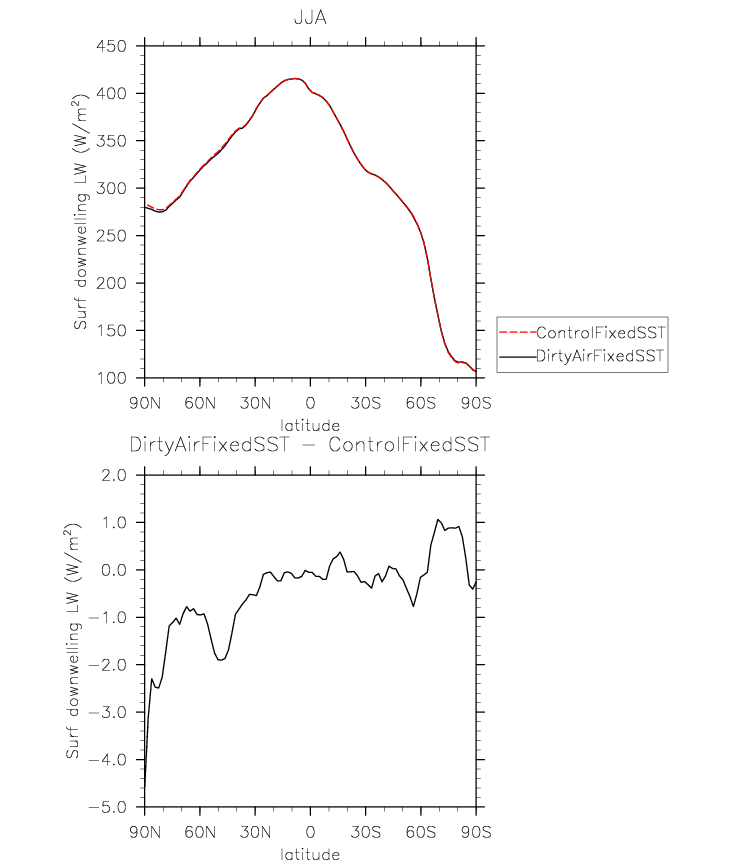 JJA
450
400
350
300
250
200
150
100
Surf downwelling LW (W/m²)
90N 60N 30N 0 30S 60S 90S
latitude
ControlFixedSST
DirtyAirFixedSST
DirtyAirFixedSST − ControlFixedSST
2.0
1.0
0.0
−1.0
−2.0
−3.0
−4.0
−5.0
Surf downwelling LW (W/m²)
90N 60N 30N 0 30S 60S 90S
latitude